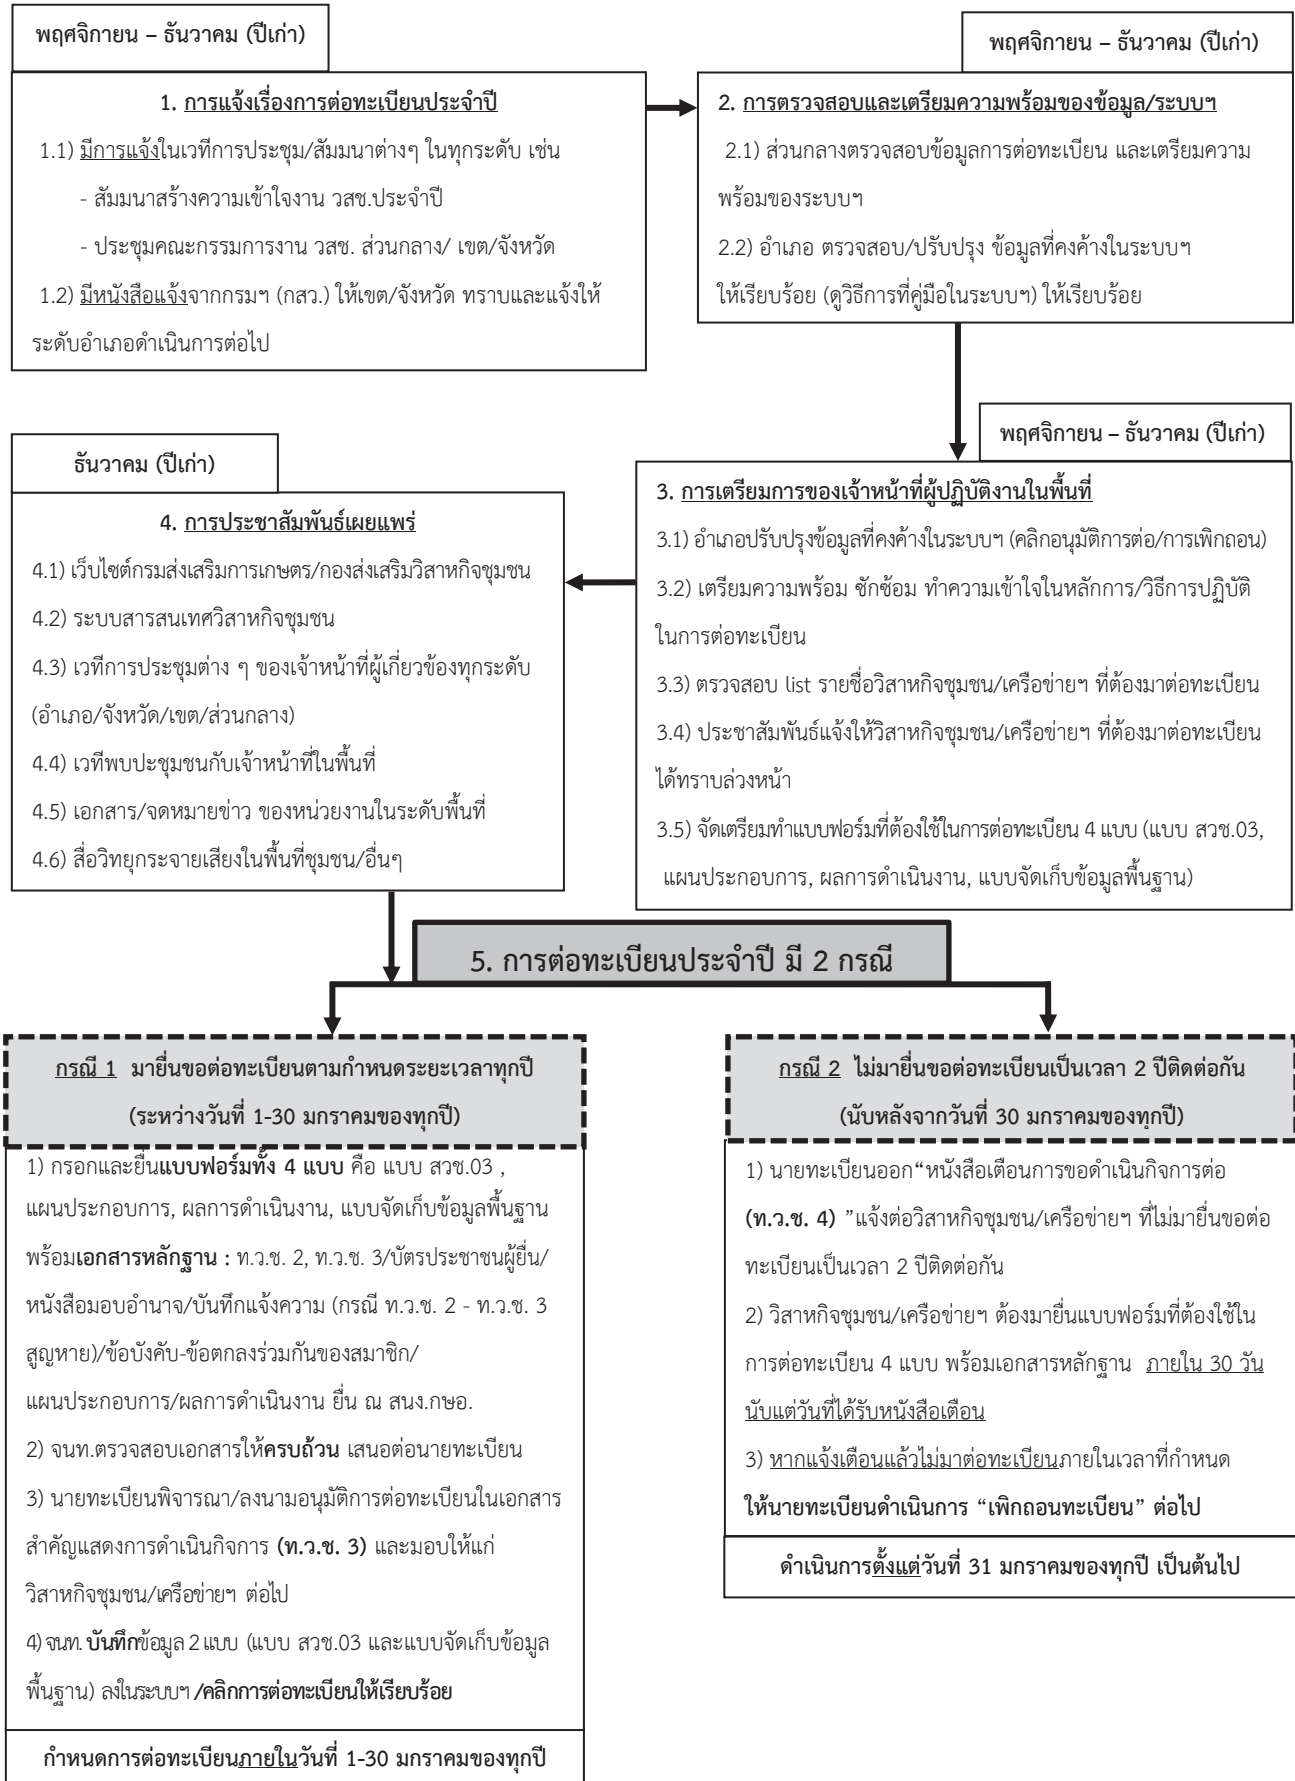 พฤศจิกายน – ธันวาคม (ปีเก่า)
1. การแจ้งเรื่องการต่อทะเบียนประจำปี
1.1) มีการแจ้งในเวทีการประชุม/สัมมนาต่างๆ ในทุกระดับ เช่น
- สัมมนาสร้างความเข้าใจงาน วสช.ประจำปี
- ประชุมคณะกรรมการงาน วสช. ส่วนกลาง/ เขต/จังหวัด
1.2) มีหนังสือแจ้งจากกรมฯ (กสว.) ให้เขต/จังหวัด ทราบและแจ้งให้
ระดับอำเภอดำเนินการต่อไป
พฤศจิกายน – ธันวาคม (ปีเก่า)
2. การตรวจสอบและเตรียมความพร้อมของข้อมูล/ระบบฯ
2.1) ส่วนกลางตรวจสอบข้อมูลการต่อทะเบียน และเตรียมความ
พร้อมของระบบฯ
2.2) อำเภอ ตรวจสอบ/ปรับปรุง ข้อมูลที่คงค้างในระบบฯ
ให้เรียบร้อย (ดูวิธีการที่คู่มือในระบบฯ) ให้เรียบร้อย
พฤศจิกายน – ธันวาคม (ปีเก่า)
3. การเตรียมการของเจ้าหน้าที่ผู้ปฏิบัติงานในพื้นที่
3.1) อำเภอปรับปรุงข้อมูลที่คงค้างในระบบฯ (คลิกอนุมัติการต่อ/การเพิกถอน)
3.2) เตรียมความพร้อม ซักซ้อม ทำความเข้าใจในหลักการ/วิธีการปฏิบัติ
ในการต่อทะเบียน
3.3) ตรวจสอบ list รายชื่อวิสาหกิจชุมชน/เครือข่ายฯ ที่ต้องมาต่อทะเบียน
3.4) ประชาสัมพันธ์แจ้งให้วิสาหกิจชุมชน/เครือข่ายฯ ที่ต้องมาต่อทะเบียน
ได้ทราบล่วงหน้า
3.5) จัดเตรียมทำแบบฟอร์มที่ต้องใช้ในการต่อทะเบียน 4 แบบ (แบบ สวช.03,
แผนประกอบการ, ผลการดำเนินงาน, แบบจัดเก็บข้อมูลพื้นฐาน)
ธันวาคม (ปีเก่า)
4. การประชาสัมพันธ์เผยแพร่
4.1) เว็บไซต์กรมส่งเสริมการเกษตร/กองส่งเสริมวิสาหกิจชุมชน
4.2) ระบบสารสนเทศวิสาหกิจชุมชน
4.3) เวทีการประชุมต่าง ๆ ของเจ้าหน้าที่ผู้เกี่ยวข้องทุกระดับ
(อำเภอ/จังหวัด/เขต/ส่วนกลาง)
4.4) เวทีพบปะชุมชนกับเจ้าหน้าที่ในพื้นที่
4.5) เอกสาร/จดหมายข่าว ของหน่วยงานในระดับพื้นที่
4.6) สื่อวิทยุกระจายเสียงในพื้นที่ชุมชน/อื่นๆ
5. การต่อทะเบียนประจำปี มี 2 กรณี
กรณี 1 มายื่นขอต่อทะเบียนตามกำหนดระยะเวลาทุกปี
(ระหว่างวันที่ 1-30 มกราคมของทุกปี)
1) กรอกและยื่นแบบฟอร์มทั้ง 4 แบบ คือ แบบ สวช.03 ,
แผนประกอบการ, ผลการดำเนินงาน, แบบจัดเก็บข้อมูลพื้นฐาน
พร้อมเอกสารหลักฐาน : ท.ว.ช. 2, ท.ว.ช. 3/บัตรประชาชนผู้ยื่น/
หนังสือมอบอำนาจ/บันทึกแจ้งความ (กรณี ท.ว.ช. 2 - ท.ว.ช. 3
สูญหาย)/ข้อบังคับ-ข้อตกลงร่วมกันของสมาชิก/
แผนประกอบการ/ผลการดำเนินงาน ยื่น ณ สนง.กษอ.
2) จนท.ตรวจสอบเอกสารให้ครบถ้วน เสนอต่อนายทะเบียน
3) นายทะเบียนพิจารณา/ลงนามอนุมัติการต่อทะเบียนในเอกสาร
สำคัญแสดงการดำเนินกิจการ (ท.ว.ช. 3) และมอบให้แก่
วิสาหกิจชุมชน/เครือข่ายฯ ต่อไป
4) จนท. บันทึกข้อมูล 2 แบบ (แบบ สวช.03 และแบบจัดเก็บข้อมูล
พื้นฐาน) ลงในระบบฯ /คลิกการต่อทะเบียนให้เรียบร้อย
กำหนดการต่อทะเบียนภายในวันที่ 1-30 มกราคมของทุกปี
กรณี 2 ไม่มายื่นขอต่อทะเบียนเป็นเวลา 2 ปีติดต่อกัน
(นับหลังจากวันที่ 30 มกราคมของทุกปี)
1) นายทะเบียนออก“หนังสือเตือนการขอดำเนินกิจการต่อ
(ท.ว.ช. 4) ”แจ้งต่อวิสาหกิจชุมชน/เครือข่ายฯ ที่ไม่มายื่นขอต่อ
ทะเบียนเป็นเวลา 2 ปีติดต่อกัน
2) วิสาหกิจชุมชน/เครือข่ายฯ ต้องมายื่นแบบฟอร์มที่ต้องใช้ใน
การต่อทะเบียน 4 แบบ พร้อมเอกสารหลักฐาน ภายใน 30 วัน
นับแต่วันที่ได้รับหนังสือเตือน
3) หากแจ้งเตือนแล้วไม่มาต่อทะเบียนภายในเวลาที่กำหนด
ให้นายทะเบียนดำเนินการ “เพิกถอนทะเบียน” ต่อไป
ดำเนินการตั้งแต่วันที่ 31 มกราคมของทุกปี เป็นต้นไป